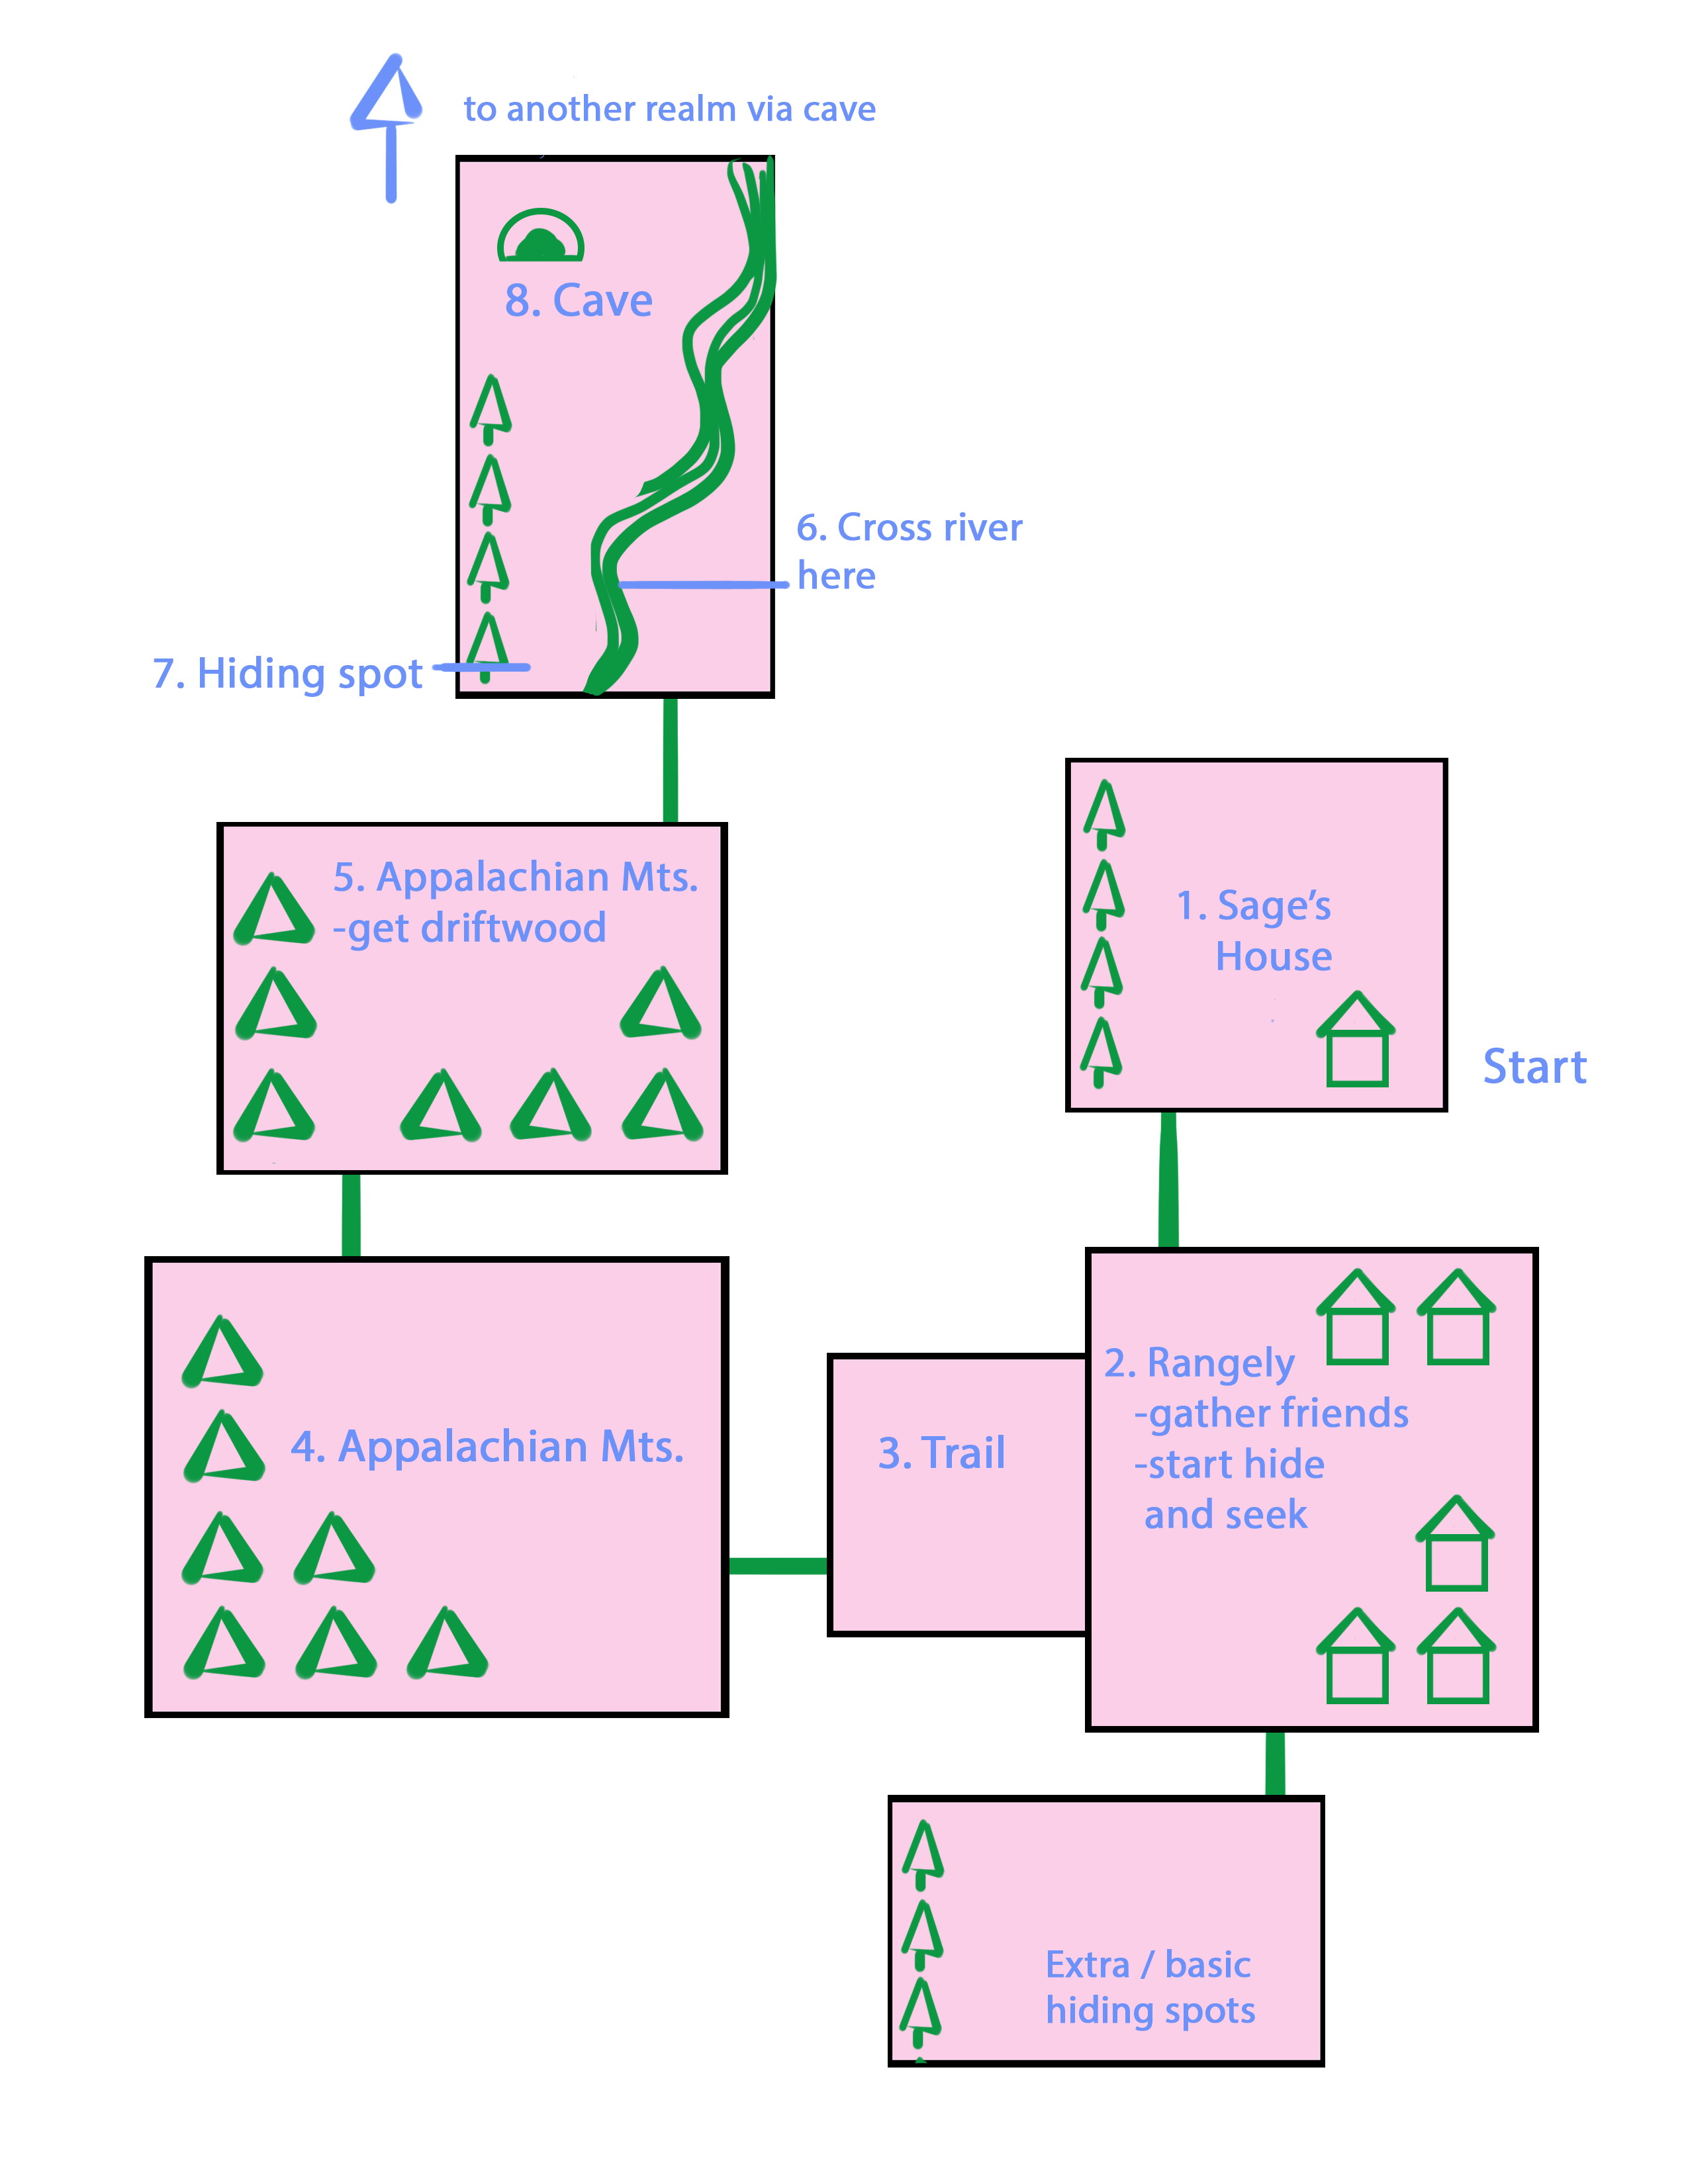 to another realm via cave
8. Cave
6. Cross river
here
7. Hiding spot
5. Appalachian Mts.
-get driftwood
1. Sage's
House
Start
2. Rangely
-gather friends
-start hide
and seek
3. Trail
4. Appalachian Mts.
Extra / basic
hiding spots